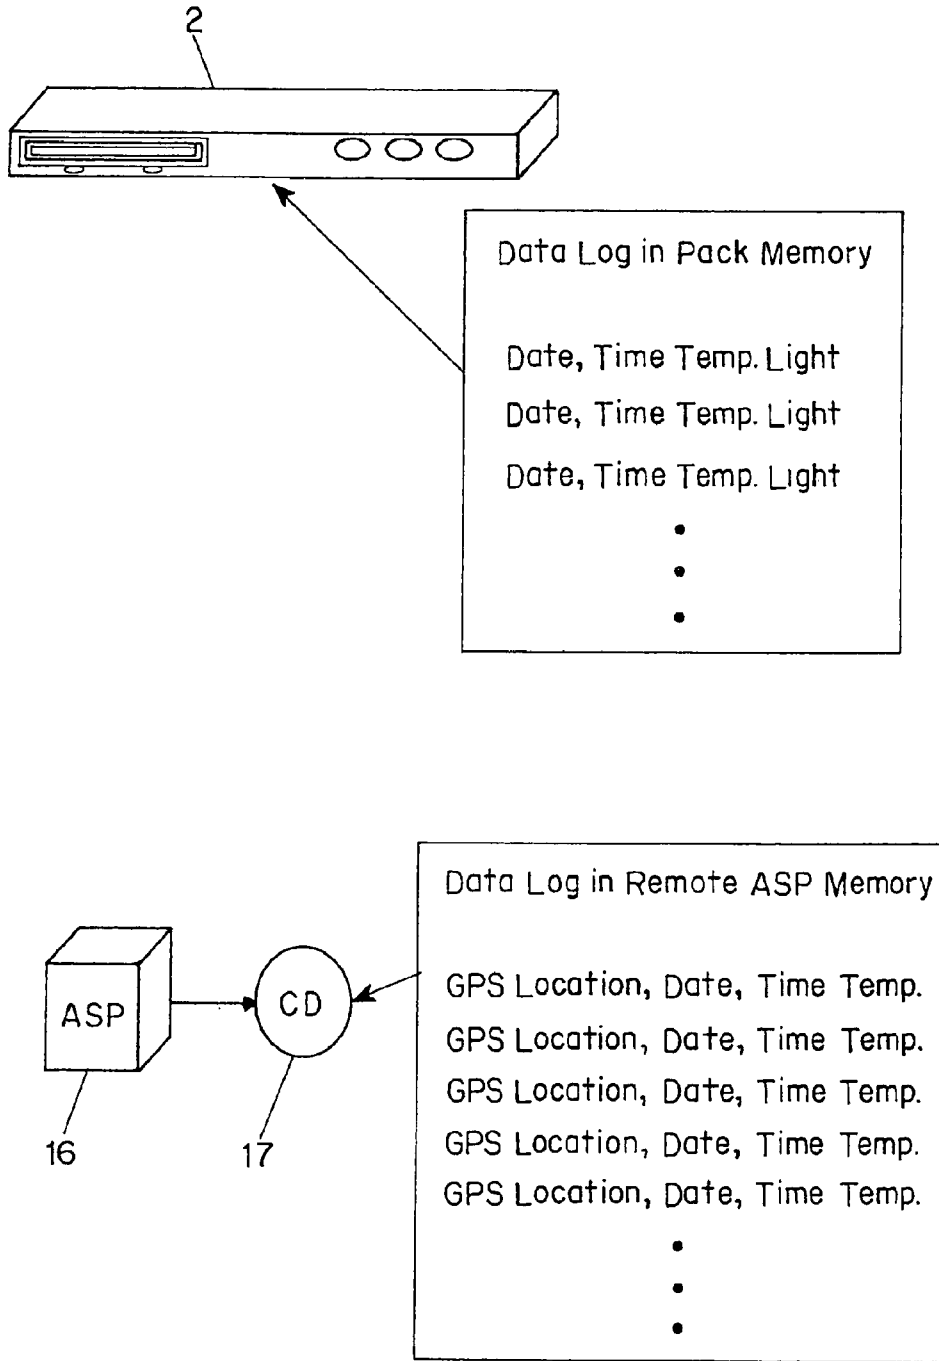 2
Data Log in Pack Memory
Date, Time Temp. Light
Date, Time Temp. Light
Date, Time Temp. Light
Data Log in Remote ASP Memory
ASP
CD
GPS Location, Date, Time Temp.
GPS Location, Date, Time Temp.
GPS Location, Date, Time Temp.
GPS Location, Date, Time Temp.
GPS Location, Date, Time Temp.
16
17